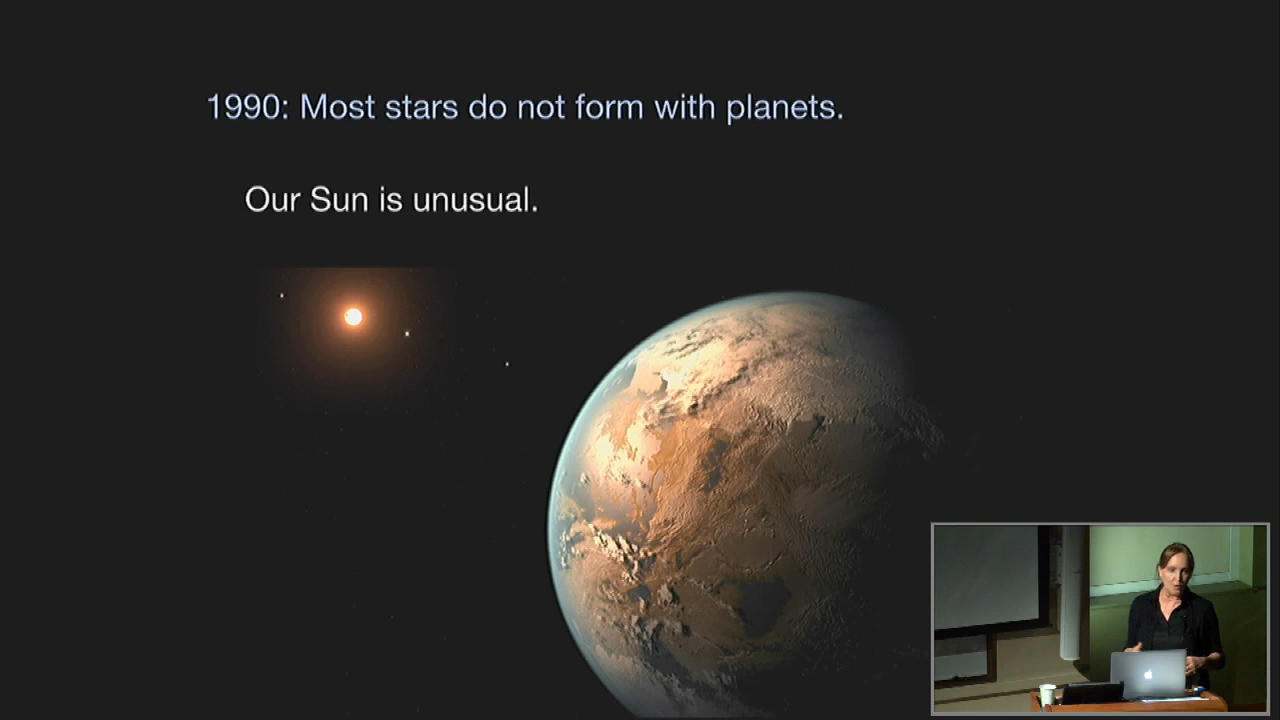 1990: Most stars do not form with planets.
Our Sun is unusual.